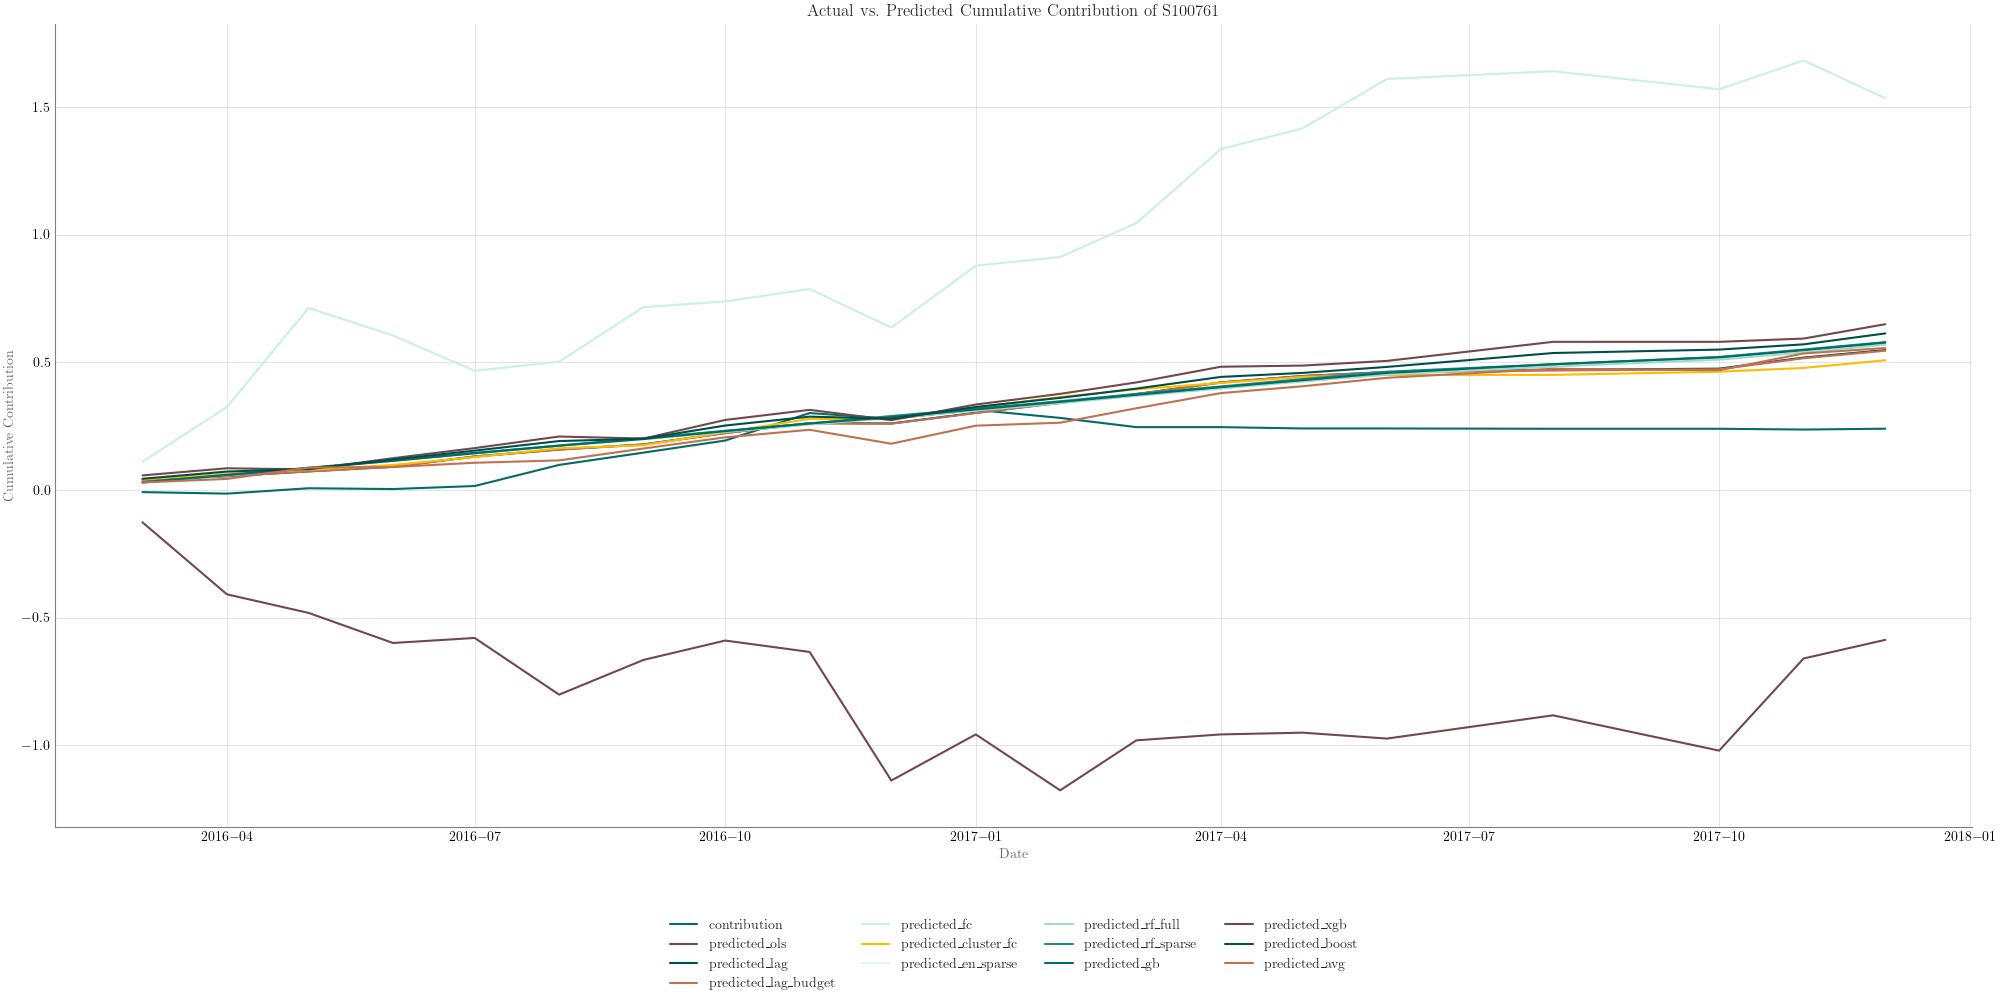 Actual vs. Predicted Cumulative Contribution of S100761
Cumulative Contribution
1.5
1.0
0.5
0.0
−0.5
−1.0
2016−04 2016−07 2016−10 2017−01 2017−04 2017−07 2017−10 2018−01
Date
contribution predicted_fc predicted_rf_full predicted_xgb
predicted_ols predicted_cluster_fc predicted_rf_sparse predicted_boost
predicted_lag predicted_en_sparse predicted_gb predicted_avg
predicted_lag_budget